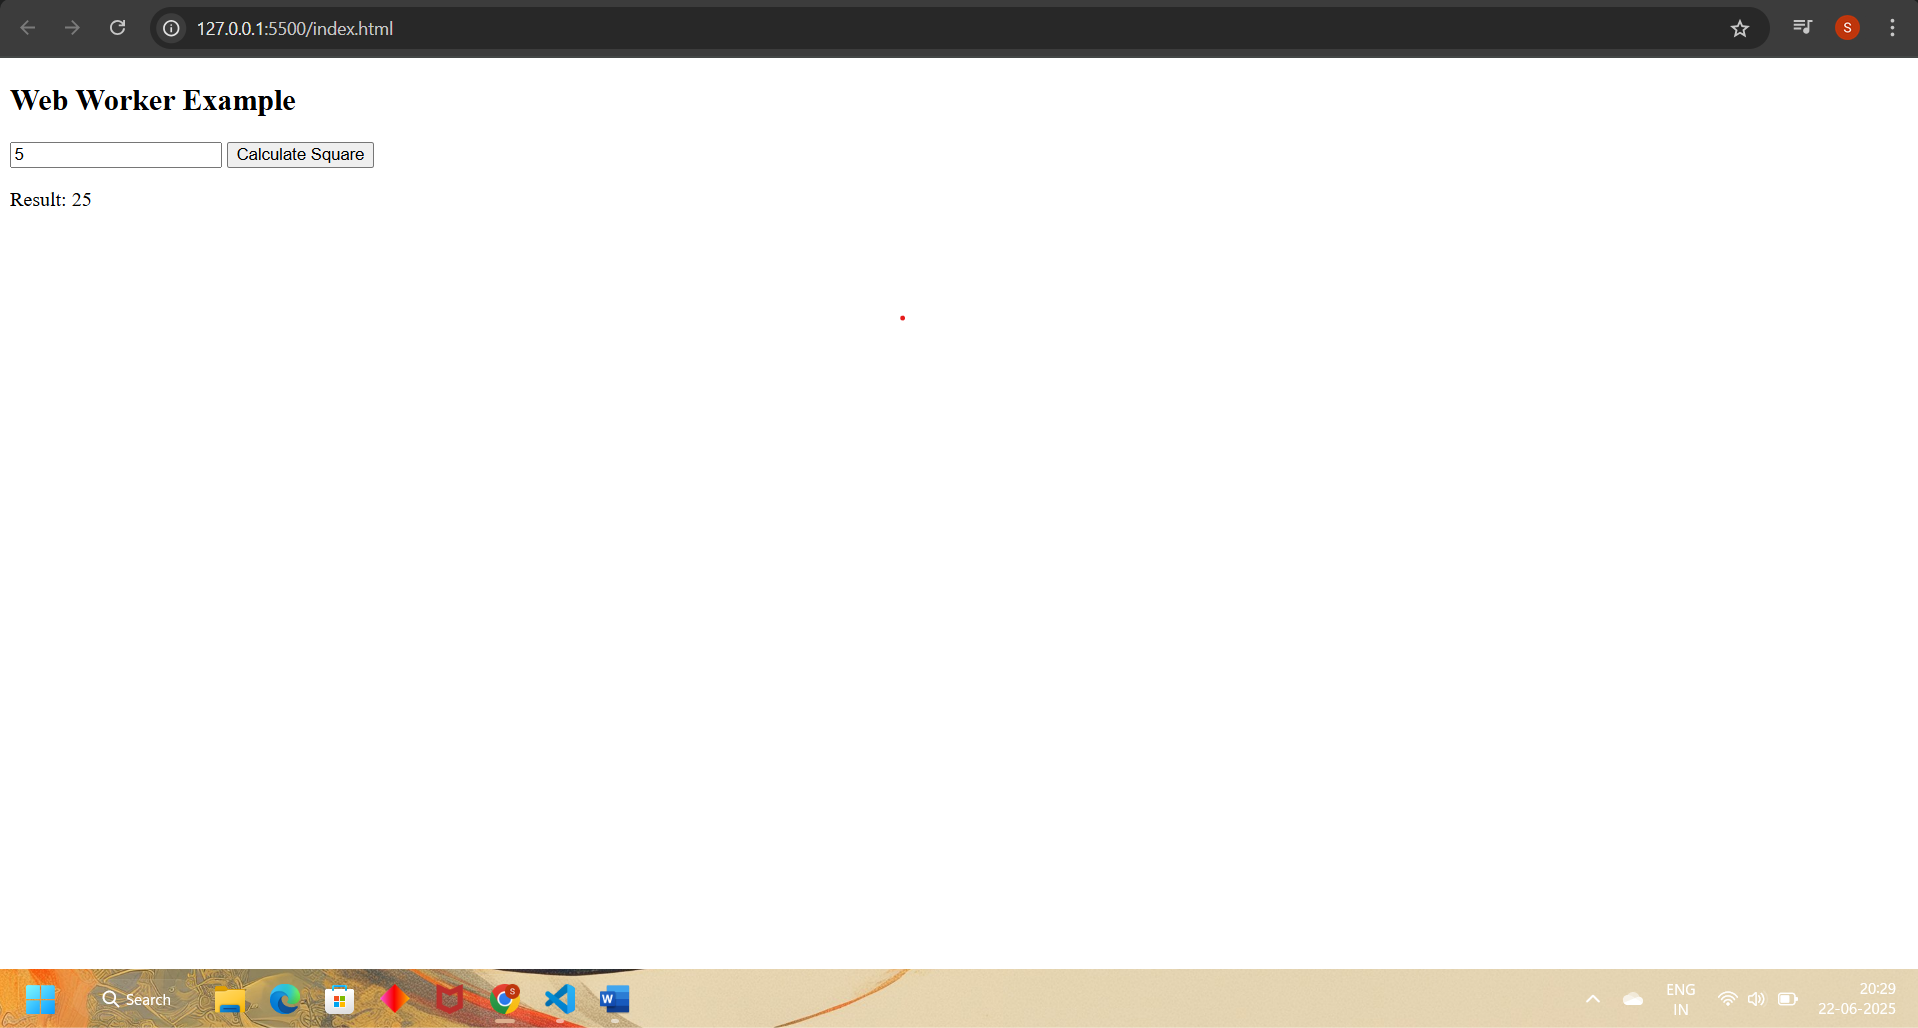 127.0.0.1:5500/index.html
S
Web Worker Example
5 Calculate Square
Result: 25
Search
S
W
ENG
IN
20:29
22-06-2025